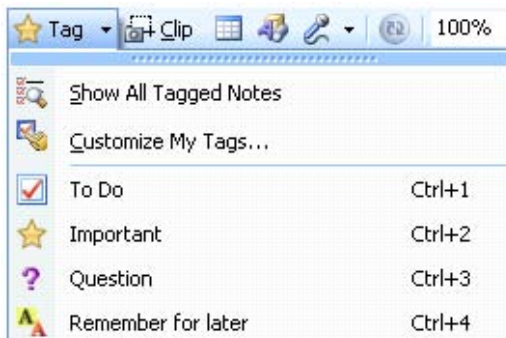 Tag Clip 100%
Show All Tagged Notes
Customize My Tags...
To Do Ctrl+1
Important Ctrl+2
Question Ctrl+3
Remember for later Ctrl+4